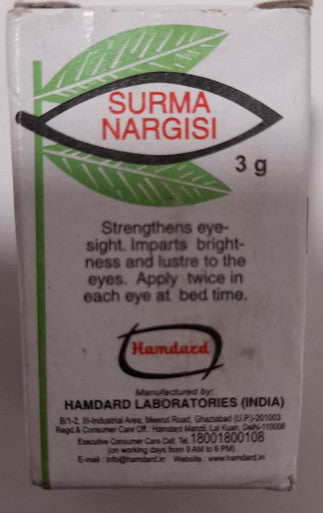 SURMA
NARGISI
3 g
Strengthens eye-
sight. Imparts bright-
ness and lustre to the
eyes. Apply twice in
each eye at bed time.
Hamdard
Manufactured by:
HAMDARD LABORATORIES (INDIA)
B/1-2, III-Industrial Area, Meerut Road, Ghaziabad (U.P.)-201003
Regd.& Consumer Care Off.: Hamdard Manzil, Lal Kuan, Delhi-110006
Executive Consumer Care Cell, Tel. 18001800108
(on working days from 9 AM to 6 PM)
E-mail : info@hamdard.in Website : www.hamdard.in